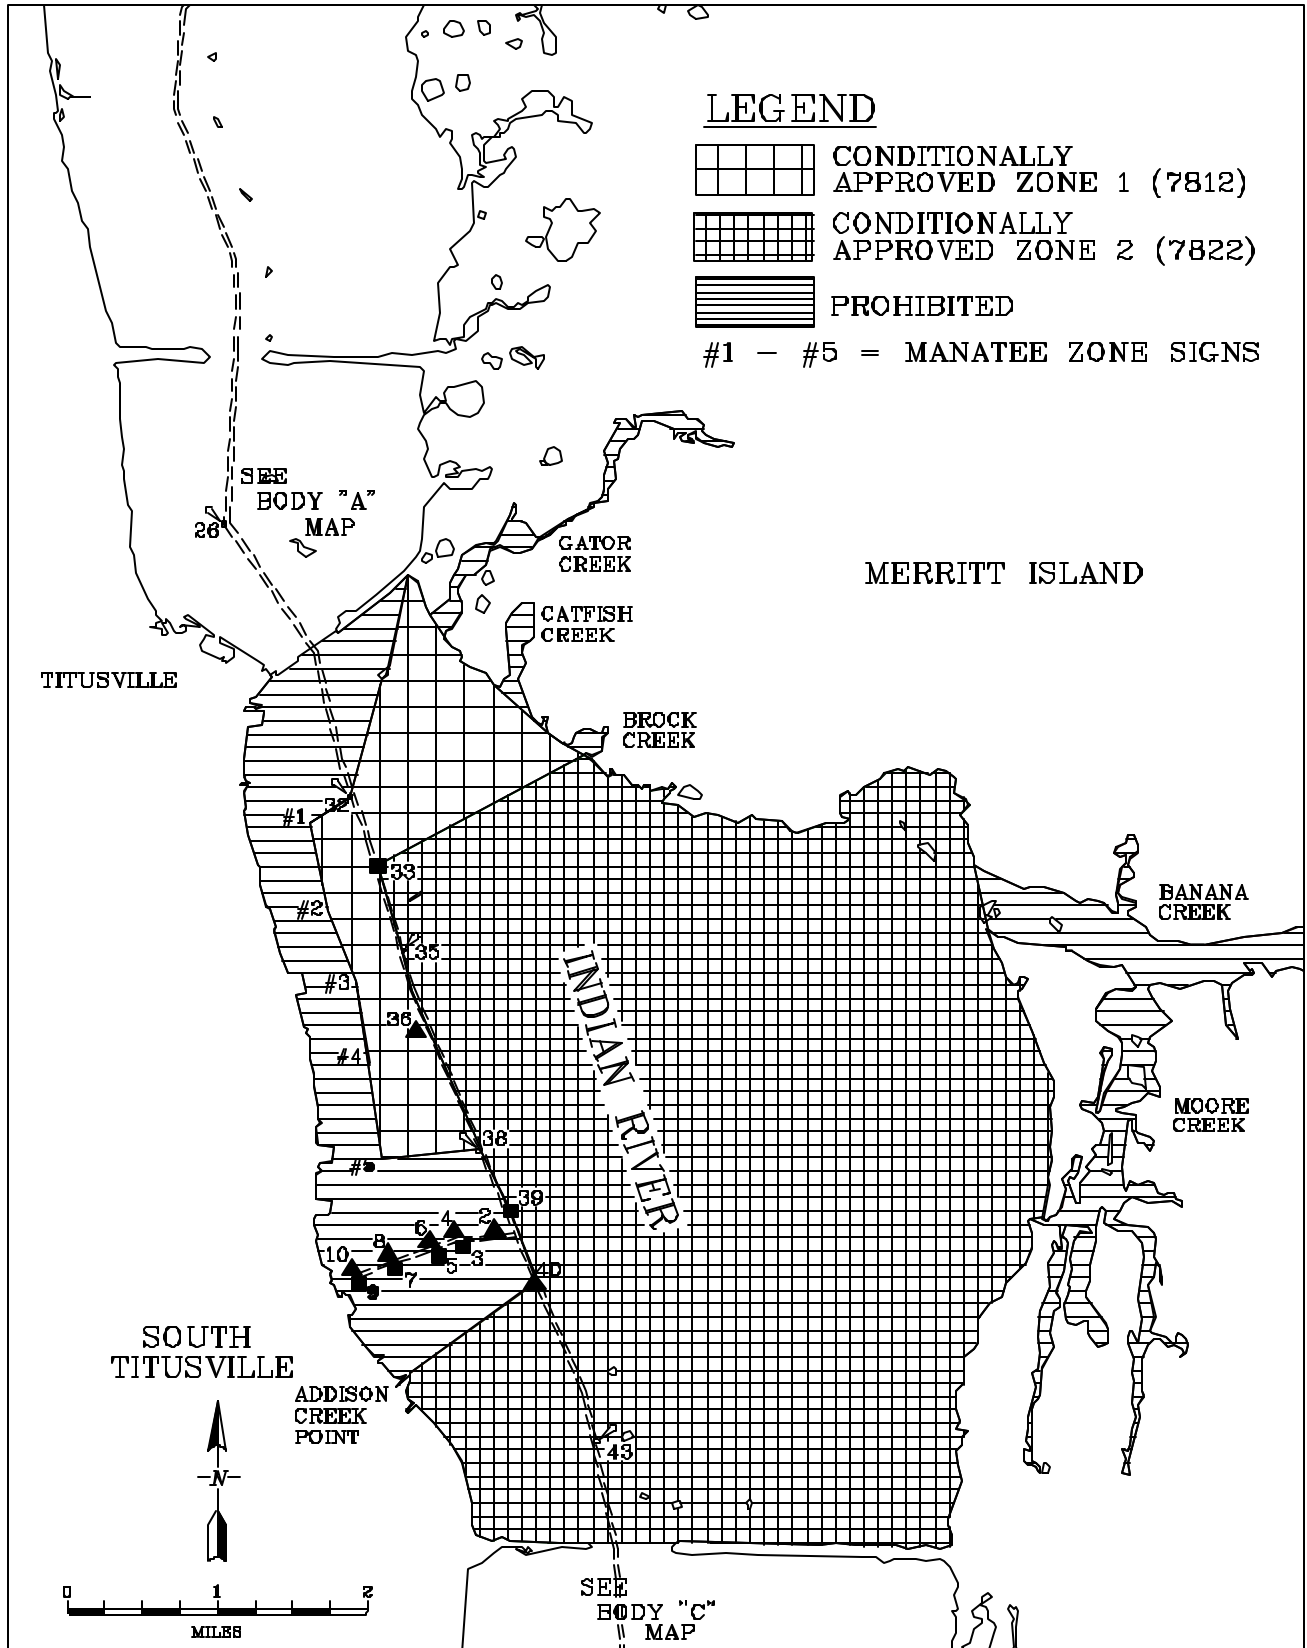 LEGEND
CONDITIONALLY
APPROVED ZONE 1 (7812)
CONDITIONALLY
APPROVED ZONE 2 (7822)
PROHIBITED
#1 - #5 = MANATEE ZONE SIGNS
SEE
BODY "A"
MAP
26
GATOR
CREEK
MERRITT ISLAND
CATFISH
CREEK
TITUSVILLE
BROCK
CREEK
32
#1
33
BANANA
CREEK
#2
35
#3
INDIAN RIVER
36
#4
MOORE
CREEK
38
#5
39
2
4
6
8
10
3
5
7
9
40
SOUTH
TITUSVILLE
ADDISON
CREEK
POINT
43
-N-
0 1 2
MILES
SEE
BODY "C"
MAP